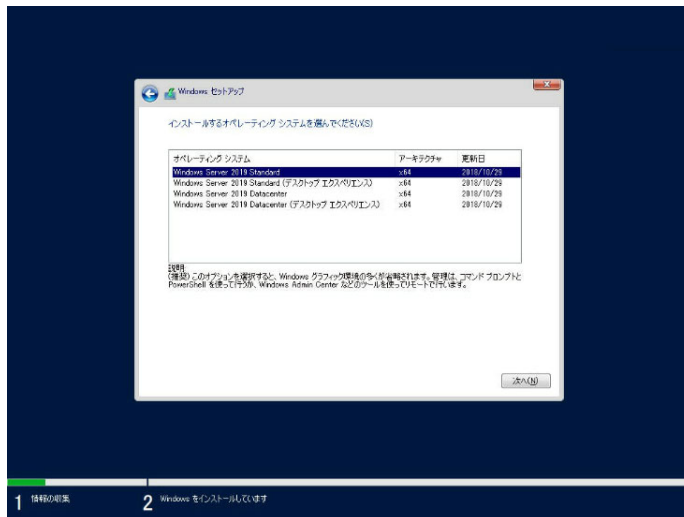 Windows セットアップ
インストールするオペレーティング システムを選んでください(S)
オペレーティング システム アーキテクチャ 更新日
Windows Server 2019 Standard x64 2018/10/29
Windows Server 2019 Standard (デスクトップ エクスペリエンス) x64 2018/10/29
Windows Server 2019 Datacenter x64 2018/10/29
Windows Server 2019 Datacenter (デスクトップ エクスペリエンス) x64 2018/10/29
説明
(推奨) このオプションを選択すると、Windows グラフィック環境の多くが省略されます。管理は、コマンド プロンプトと
PowerShell を使って行うか、Windows Admin Center などのツールを使ってリモートで行います。
次へ(N)
1 情報の収集 2 Windows をインストールしています